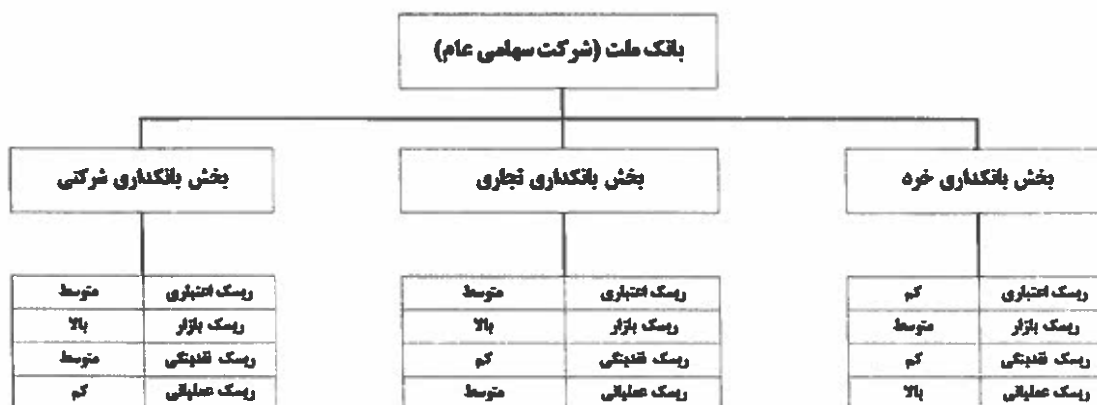 بانک ملت (شرکت سهامی عام)
بخش بانکداری خرد
بخش بانکداری تجاری
بخش بانکداری شرکتی
ریسک اعتباری کم
ریسک بازار متوسط
ریسک نقدینگی کم
ریسک عملیاتی بالا
ریسک اعتباری متوسط
ریسک بازار بالا
ریسک نقدینگی کم
ریسک عملیاتی متوسط
ریسک اعتباری متوسط
ریسک بازار بالا
ریسک نقدینگی متوسط
ریسک عملیاتی کم